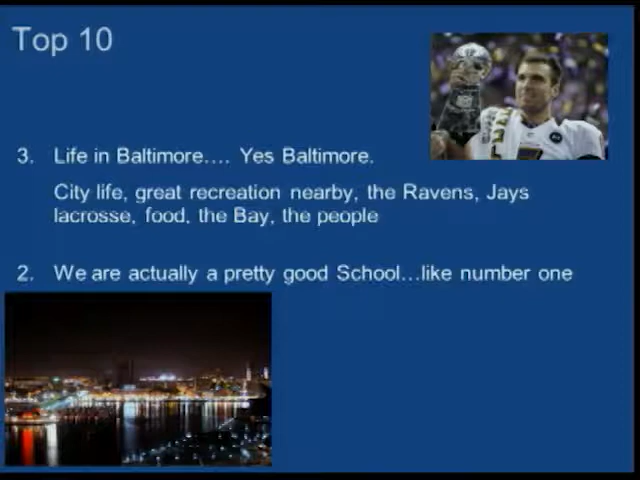 Top 10
3. Life in Baltimore…. Yes Baltimore.
City life, great recreation nearby, the Ravens, Jays
lacrosse, food, the Bay, the people
2. We are actually a pretty good School…like number one